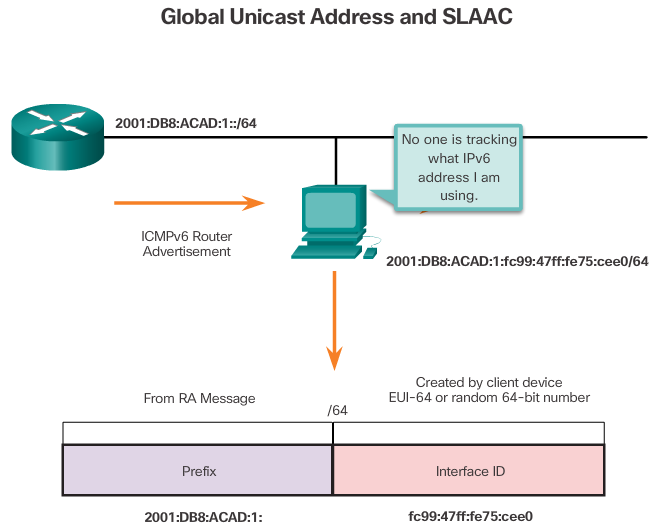 Global Unicast Address and SLAAC
2001:DB8:ACAD:1::/64
No one is tracking
what IPv6
address I am
using.
ICMPv6 Router
Advertisement
2001:DB8:ACAD:1:fc99:47ff:fe75:cee0/64
From RA Message
Created by client device
EUI-64 or random 64-bit number
/64
Prefix
Interface ID
2001:DB8:ACAD:1:
fc99:47ff:fe75:cee0